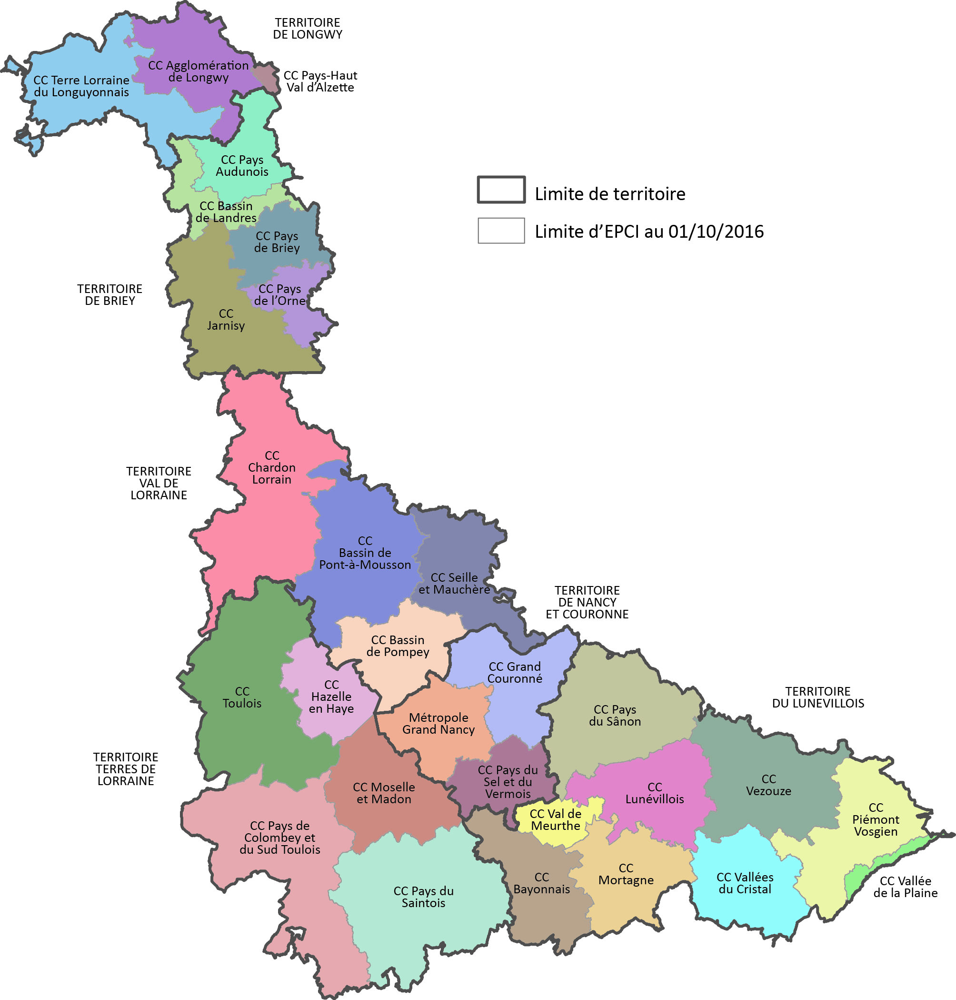 TERRITOIRE
DE LONGWY
CC Agglomération
de Longwy
CC Pays-Haut
Val d’Alzette
CC Terre Lorraine
du Longuyonnais
CC Pays
Audunois
Limite de territoire
CC Bassin
de Landres
Limite d’EPCI au 01/10/2016
CC Pays
de Briey
TERRITOIRE
DE BRIEY
CC Pays
de l’Orne
CC
Jarnisy
CC
Chardon
Lorrain
TERRITOIRE
VAL DE
LORRAINE
CC
Bassin de
Pont-à-Mousson
CC Seille
et Mauchère
TERRITOIRE
DE NANCY
ET COURONNE
CC Bassin
de Pompey
CC Grand
Couronné
CC
Hazelle
en Haye
CC
Toulois
TERRITOIRE
DU LUNEVILLOIS
CC Pays
du Sânon
Métropole
Grand Nancy
TERRITOIRE
TERRES DE
LORRAINE
CC Pays du
Sel et du
Vermois
CC Moselle
et Madon
CC
Lunévillois
CC
Vezouze
CC Val de
Meurthe
CC
Piémont
Vosgien
CC Pays de
Colombey et
du Sud Toulois
CC
Mortagne
CC
Bayonnais
CC Vallées
du Cristal
CC Vallée
de la Plaine
CC Pays du
Saintois